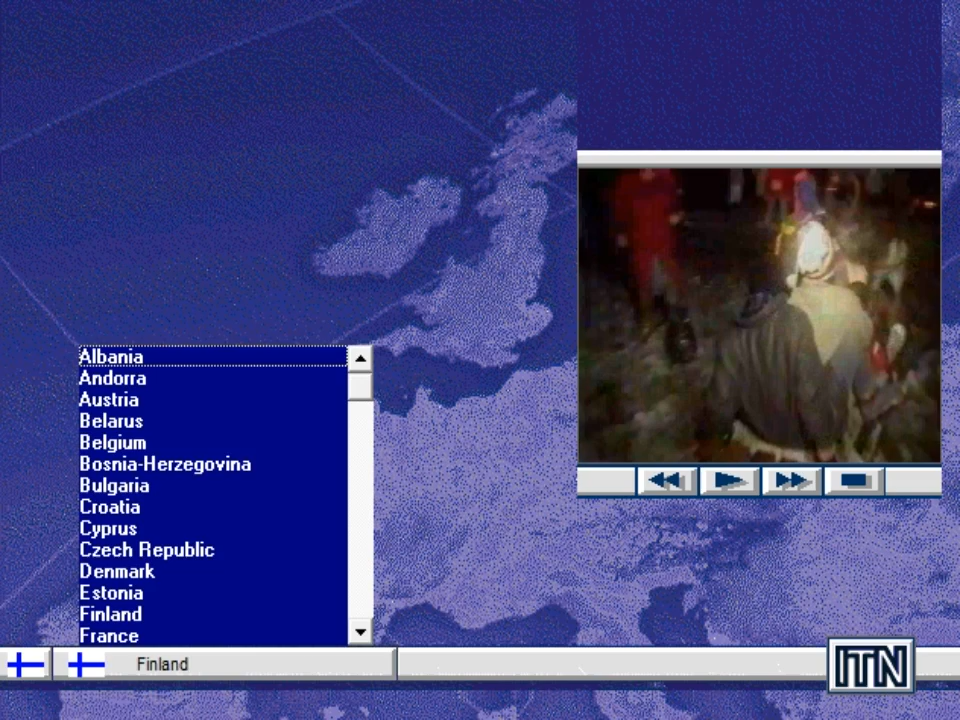 Albania
Andorra
Austria
Belarus
Belgium
Bosnia-Herzegovina
Bulgaria
Croatia
Cyprus
Czech Republic
Denmark
Estonia
Finland
France
Finland
ITN